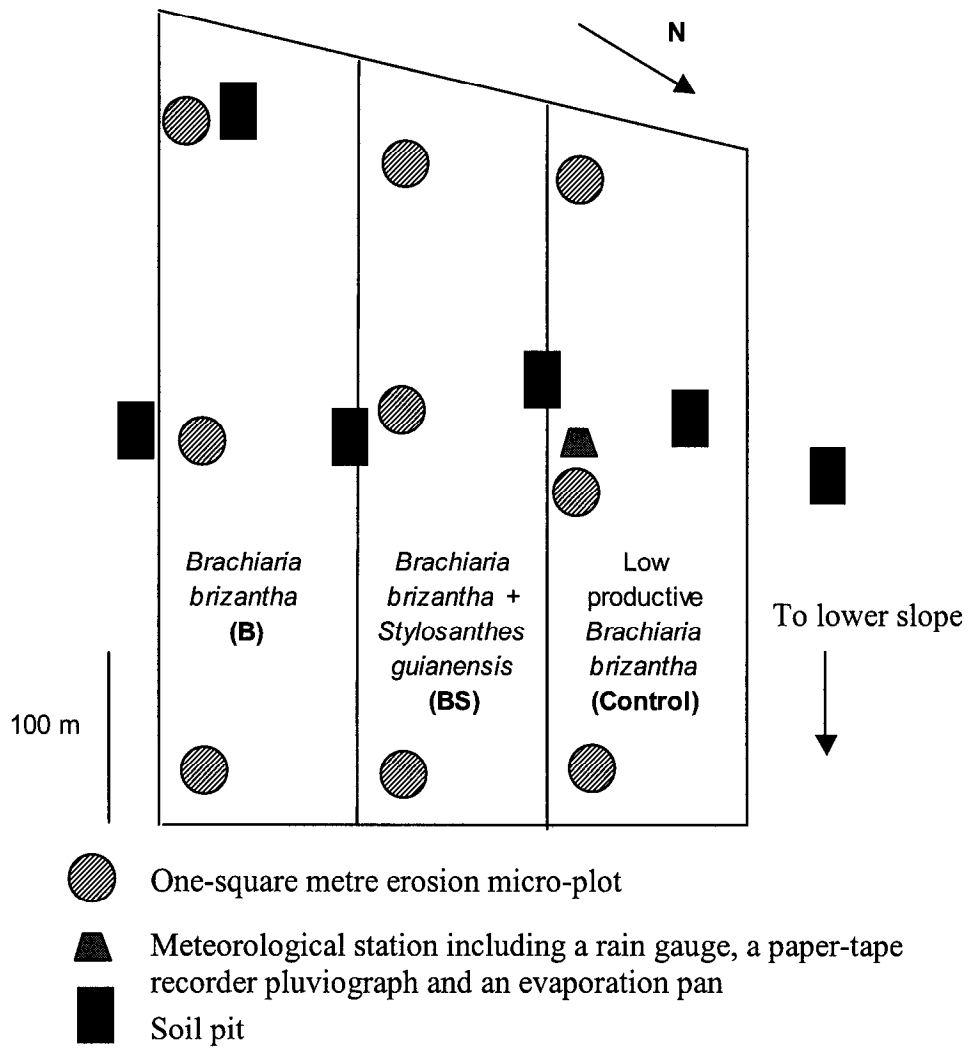 N
Brachiaria
brizantha
(B)
Brachiaria
brizantha +
Stylosanthes
guianensis
(BS)
Low
productive
Brachiaria
brizantha
(Control)
To lower slope
100 m
One-square metre erosion micro-plot
Meteorological station including a rain gauge, a paper-tape
recorder pluviograph and an evaporation pan
Soil pit